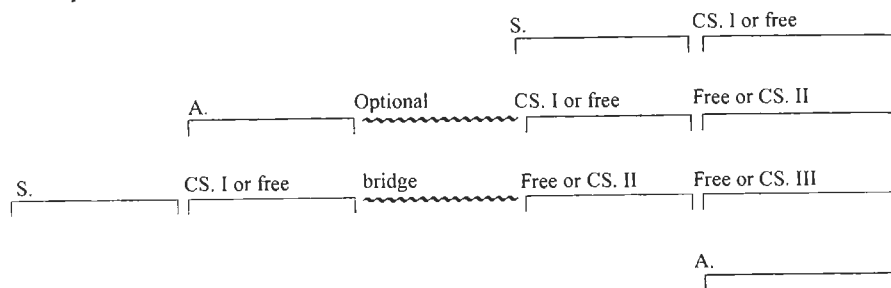 S. CS. I or free
A. Optional CS. I or free Free or CS. II
S. CS. I or free bridge Free or CS. II Free or CS. III
A.